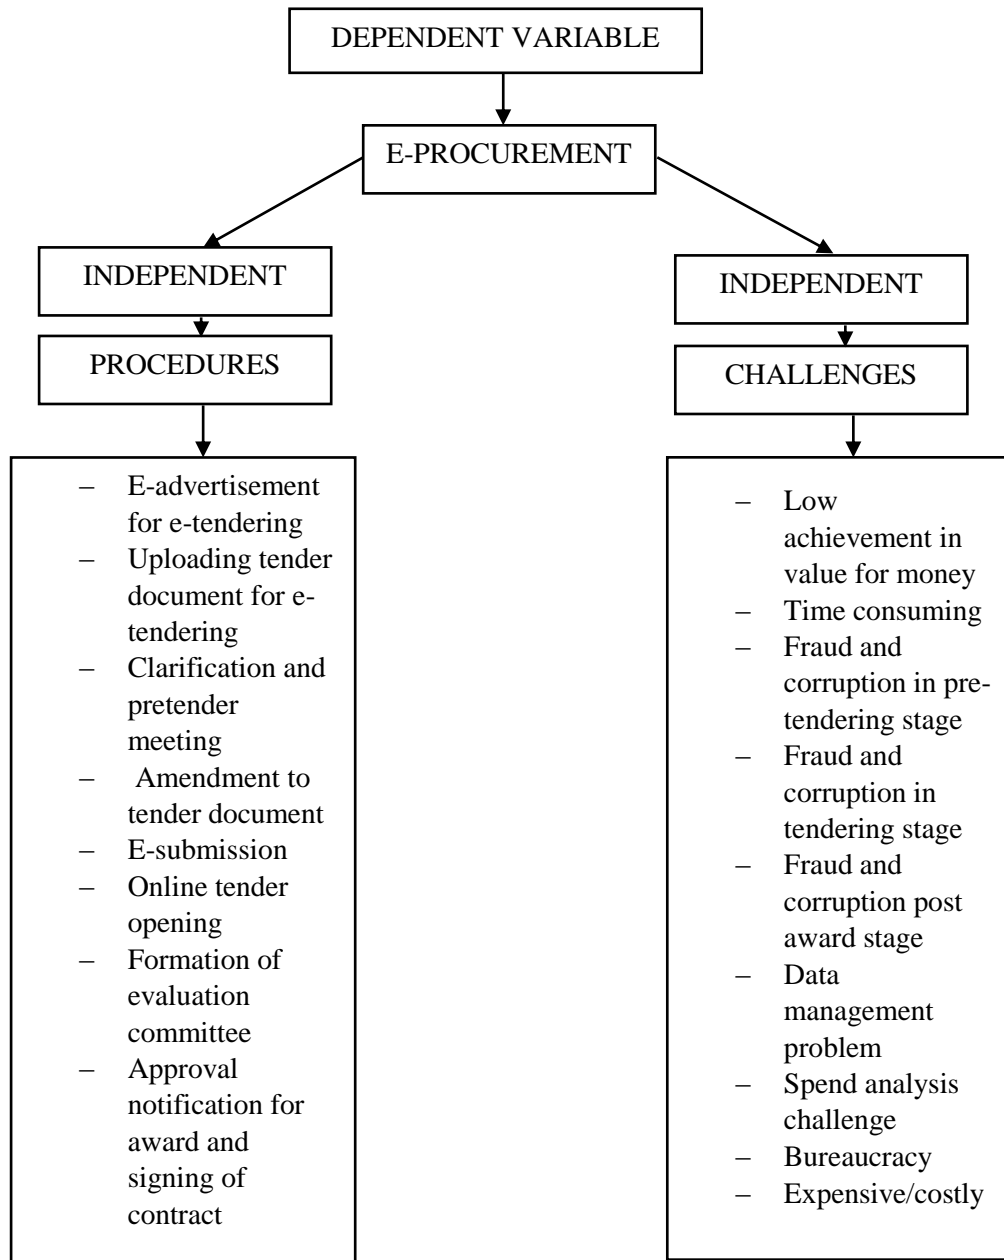 DEPENDENT VARIABLE
E-PROCUREMENT
INDEPENDENT
PROCEDURES
– E-advertisement
for e-tendering
– Uploading tender
document for e-
tendering
– Clarification and
pretender
meeting
– Amendment to
tender document
– E-submission
– Online tender
opening
– Formation of
evaluation
committee
– Approval
notification for
award and
signing of
contract
INDEPENDENT
CHALLENGES
– Low
achievement in
value for money
– Time consuming
– Fraud and
corruption in pre-
tendering stage
– Fraud and
corruption in
tendering stage
– Fraud and
corruption post
award stage
– Data
management
problem
– Spend analysis
challenge
– Bureaucracy
– Expensive/costly